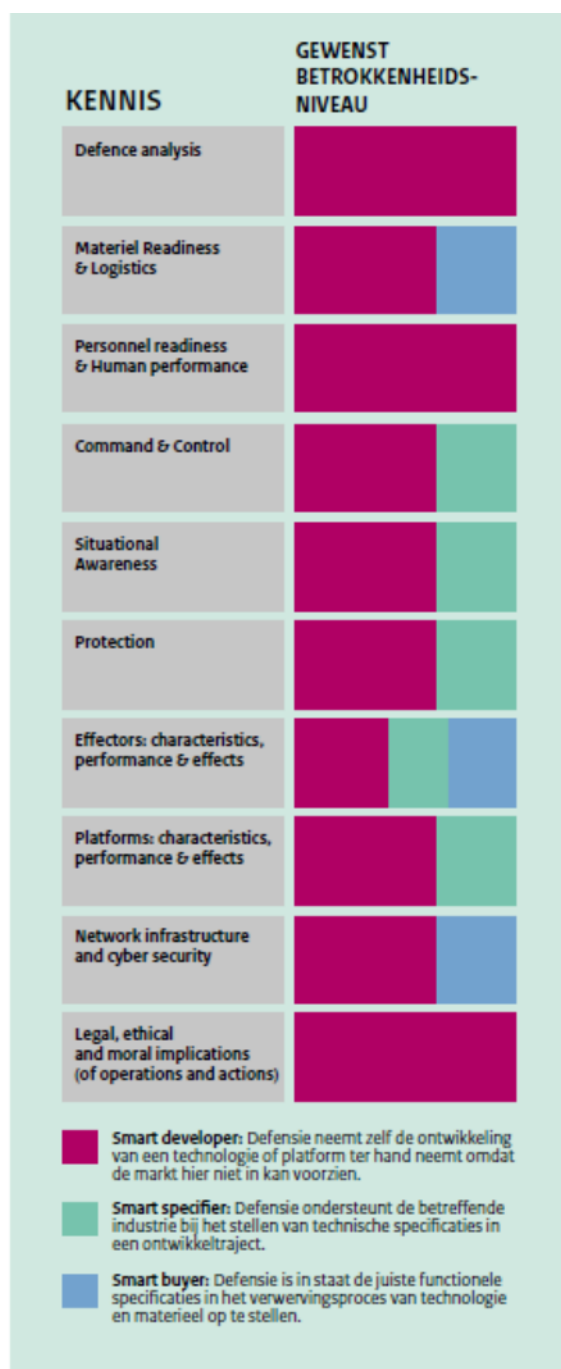 KENNIS
GEWENST
BETROKKENHEIDS-
NIVEAU
Defence analysis
Materiel Readiness
& Logistics
Personnel readiness
& Human performance
Command & Control
Situational
Awareness
Protection
Effectors: characteristics,
performance & effects
Platforms: characteristics,
performance & effects
Network infrastructure
and cyber security
Legal, ethical
and moral implications
(of operations and actions)
Smart developer: Defensie neemt zelf de ontwikkeling
van een technologie of platform ter hand neemt omdat
de markt hier niet in kan voorzien.
Smart specifier: Defensie ondersteunt de betreffende
industrie bij het stellen van technische specificaties in
een ontwikkeltraject.
Smart buyer: Defensie is in staat de juiste functionele
specificaties in het verwervingsproces van technologie
en materieel op te stellen.